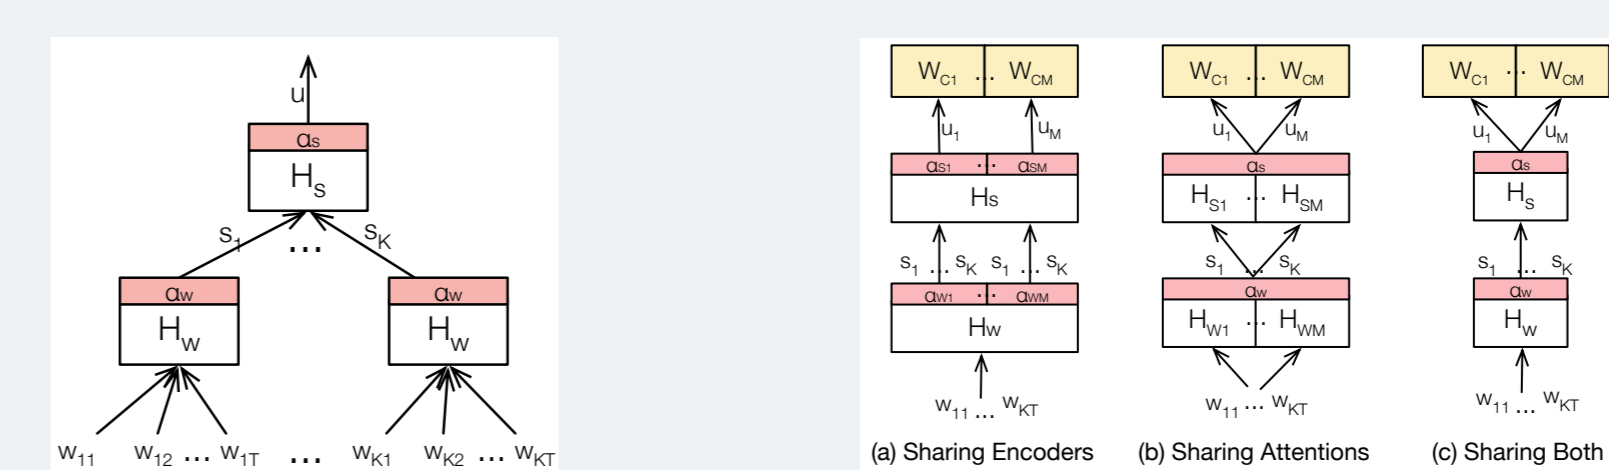 u
αs
Hs
s1 ... sK
αw αw
Hw Hw
w11 w12 ... w1T ... wK1 wK2 ... wKT
WC1 ... WCM
u1 uM
αS1 ... αSM
Hs
s1 ... sK s1 ... sK
αW1 ... αWM
Hw
w11 ... wKT
(a) Sharing Encoders
WC1 ... WCM
u1 uM
αs
HS1 ... HSM
s1 ... sK
αw
HW1 ... HWM
w11 ... wKT
(b) Sharing Attentions
WC1 ... WCM
u1 uM
αs
Hs
s1 ... sK
αw
Hw
w11 ... wKT
(c) Sharing Both